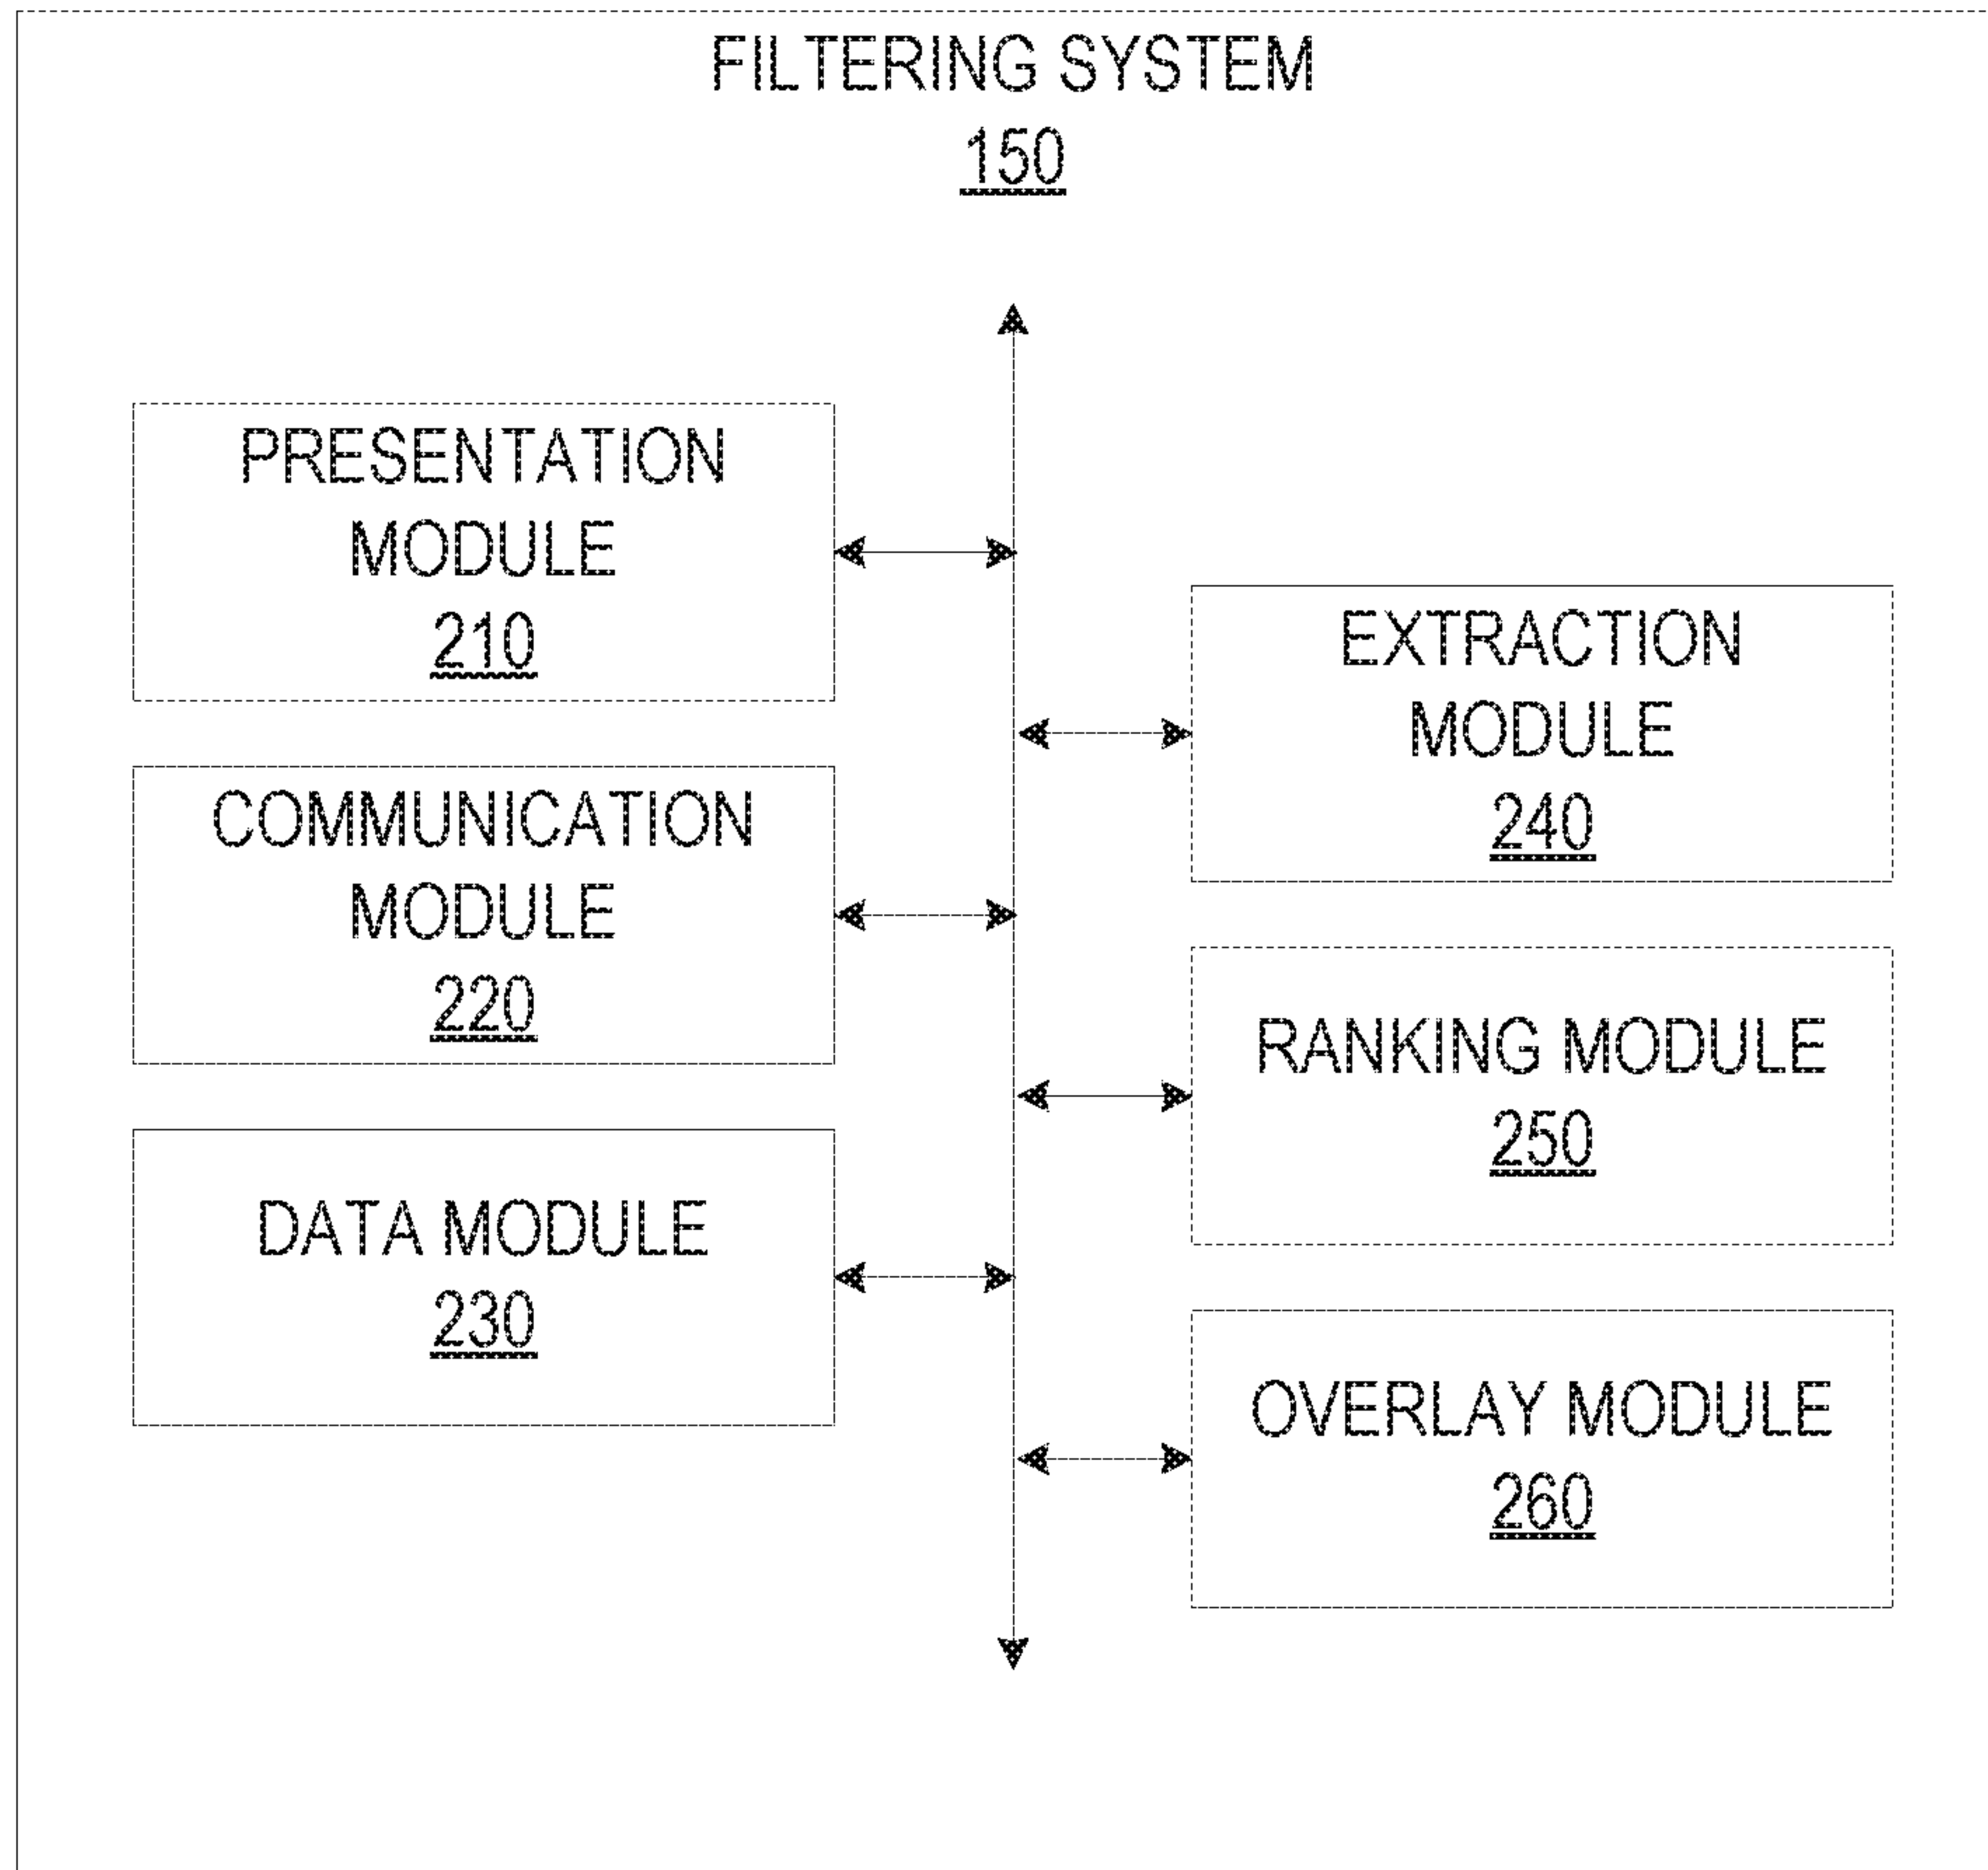 FILTERING SYSTEM
150
PRESENTATION
MODULE
210
COMMUNICATION
MODULE
220
DATA MODULE
230
EXTRACTION
MODULE
240
RANKING MODULE
250
OVERLAY MODULE
260